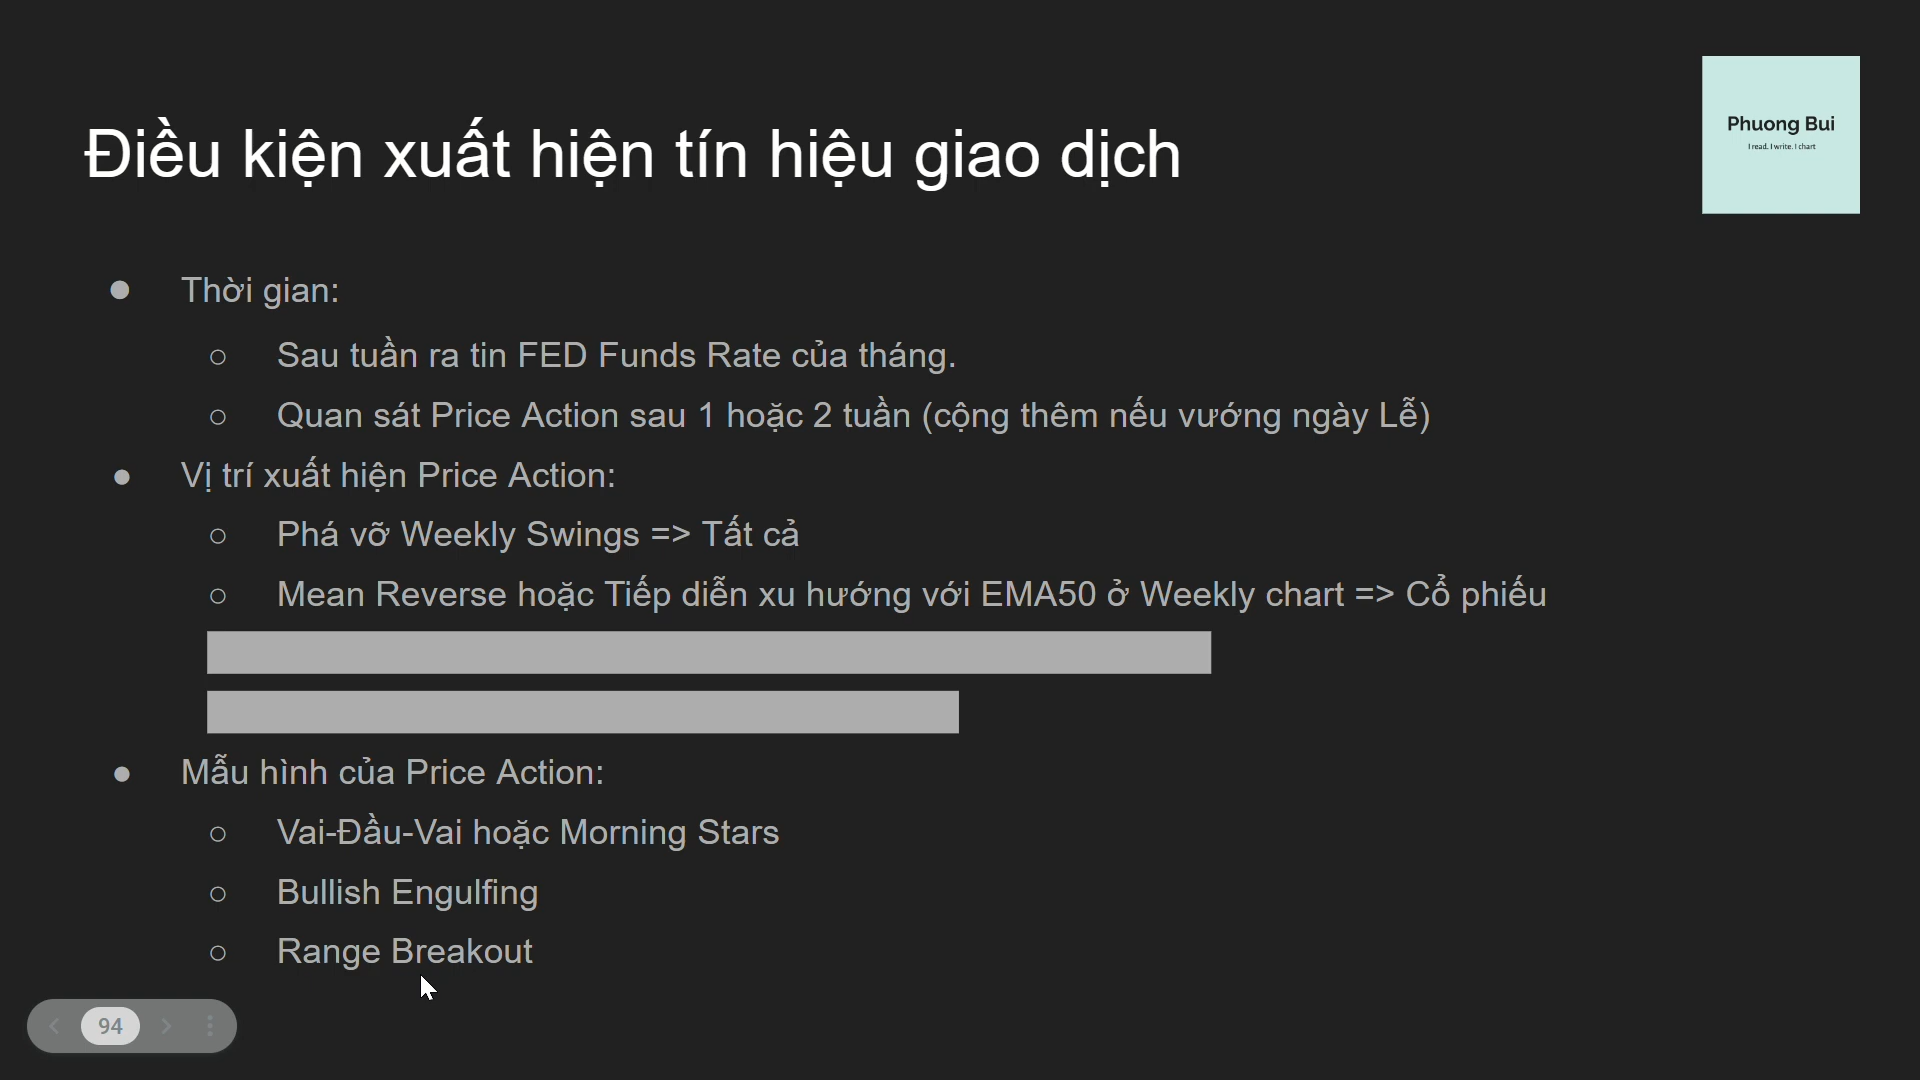 Điều kiện xuất hiện tín hiệu giao dịch
Phuong Bui
I read. I write. I chart
● Thời gian:
○ Sau tuần ra tin FED Funds Rate của tháng.
○ Quan sát Price Action sau 1 hoặc 2 tuần (cộng thêm nếu vướng ngày Lễ)
● Vị trí xuất hiện Price Action:
○ Phá vỡ Weekly Swings => Tất cả
○ Mean Reverse hoặc Tiếp diễn xu hướng với EMA50 ở Weekly chart => Cổ phiếu
● Mẫu hình của Price Action:
○ Vai-Đầu-Vai hoặc Morning Stars
○ Bullish Engulfing
○ Range Breakout
94